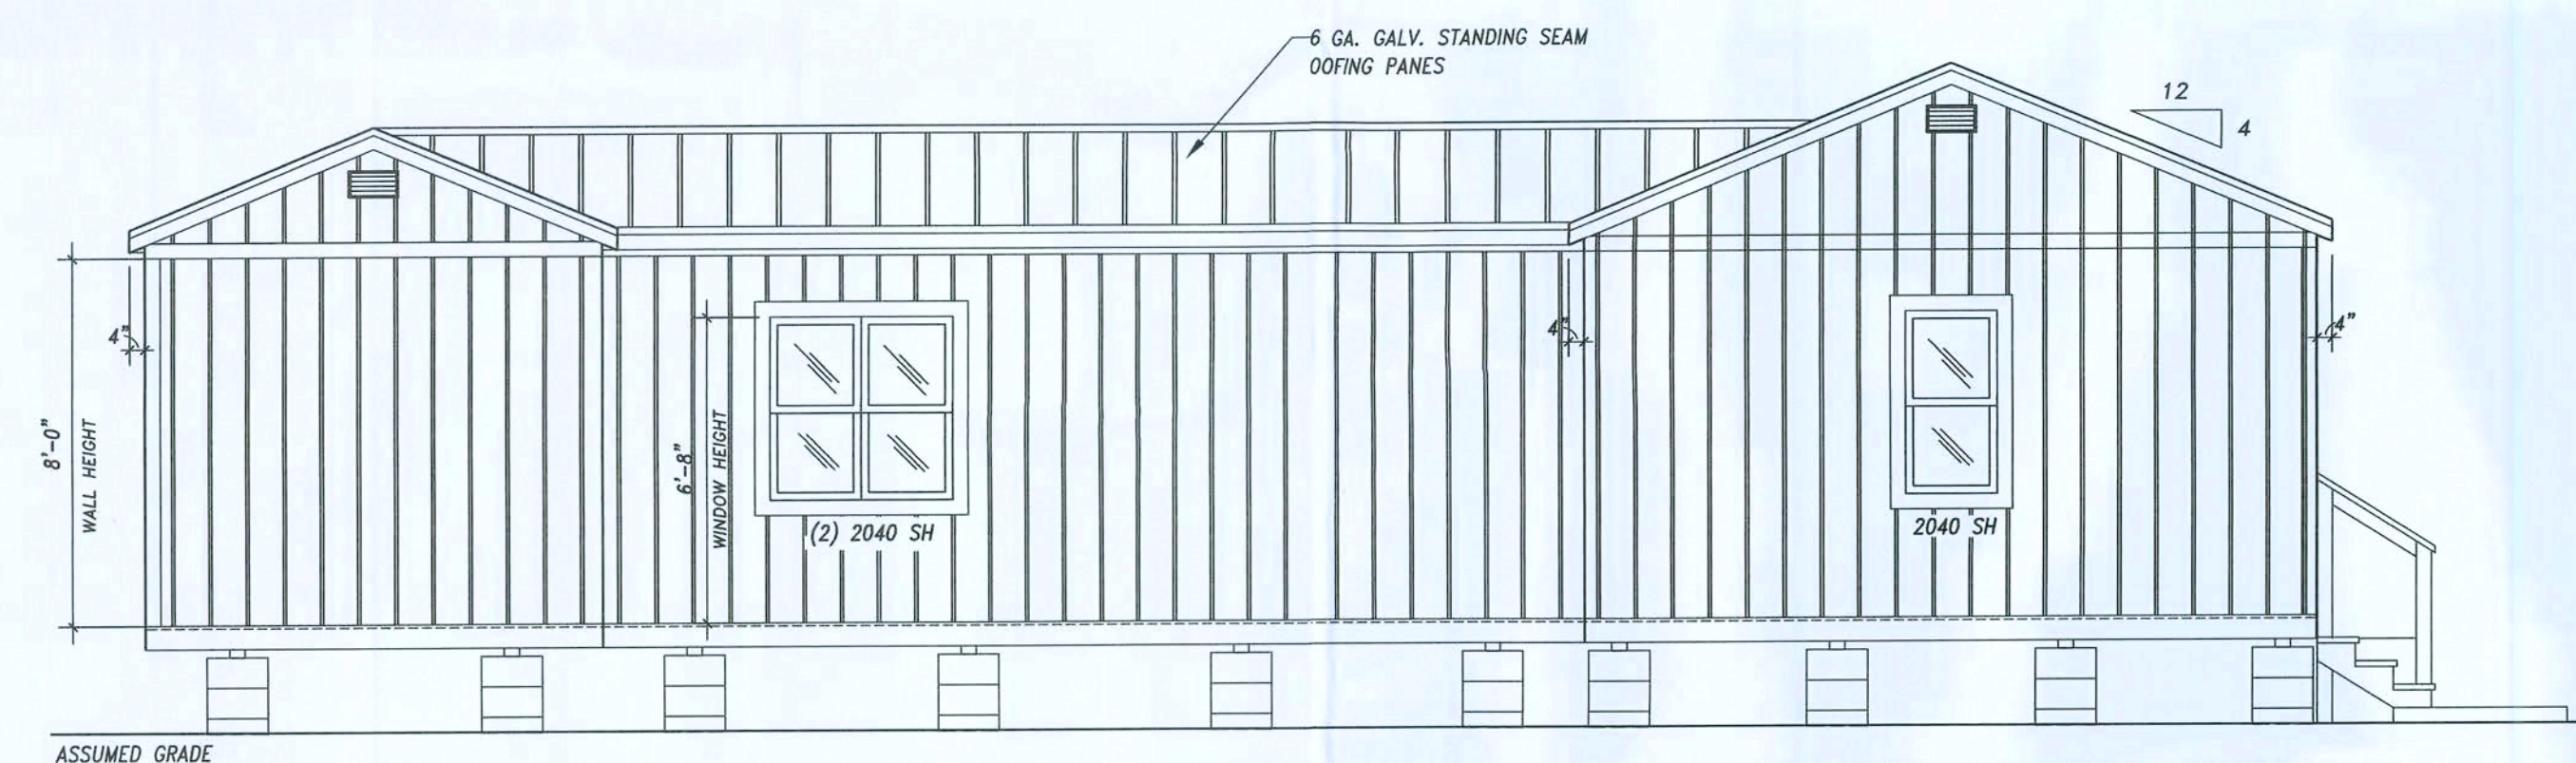 6 GA. GALV. STANDING SEAM
OOFING PANES
12
4
4"
4"
4"
8'-0"
WALL HEIGHT
6'-8"
WINDOW HEIGHT
(2) 2040 SH
2040 SH
ASSUMED GRADE